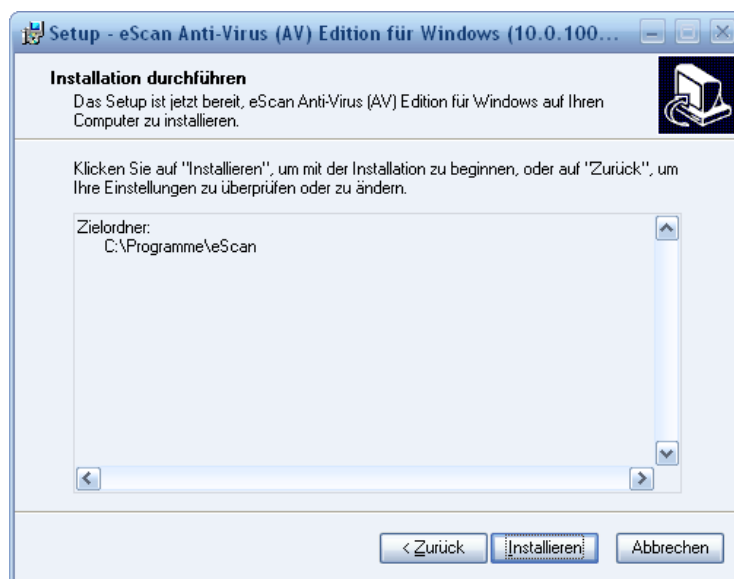 Setup - eScan Anti-Virus (AV) Edition für Windows (10.0.100...
Installation durchführen
Das Setup ist jetzt bereit, eScan Anti-Virus (AV) Edition für Windows auf Ihren
Computer zu installieren.
Klicken Sie auf "Installieren", um mit der Installation zu beginnen, oder auf "Zurück", um
Ihre Einstellungen zu überprüfen oder zu ändern.
Zielordner:
C:\Programme\eScan
< Zurück Installieren Abbrechen